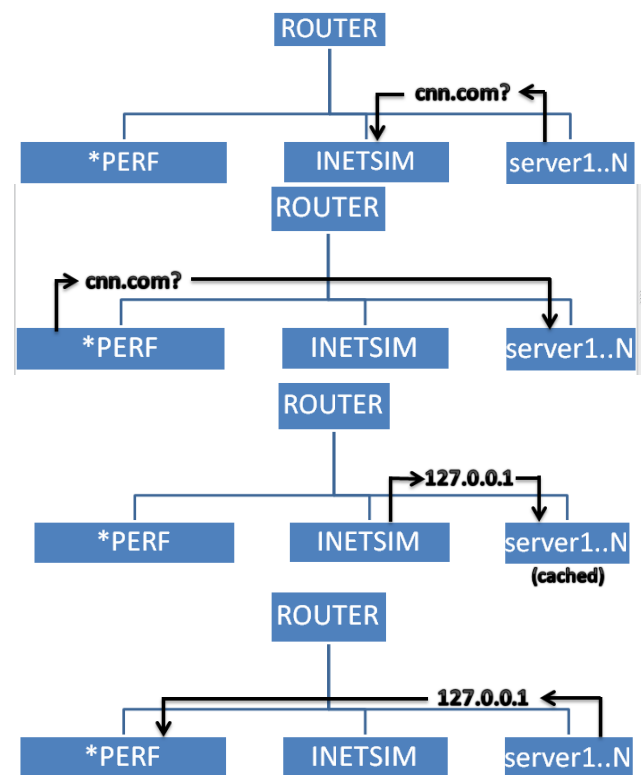 ROUTER
cnn.com?
*PERF
INETSIM
server1..N
ROUTER
cnn.com?
*PERF
INETSIM
server1..N
ROUTER
127.0.0.1
*PERF
INETSIM
server1..N
(cached)
ROUTER
127.0.0.1
*PERF
INETSIM
server1..N